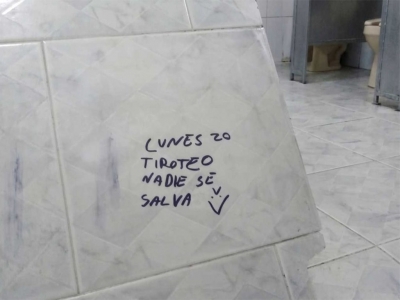 LUNES 20
TIROTEO
NADIE SE
SALVA